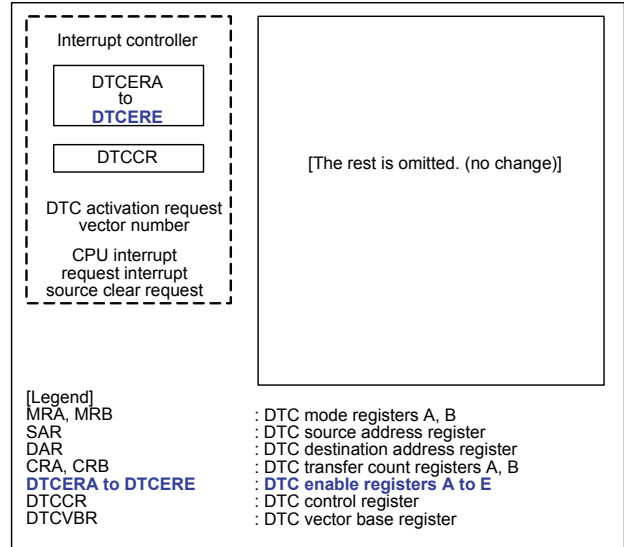 Interrupt controller
DTCERA
to
DTCERE
DTCCR
DTC activation request
vector number
CPU interrupt
request interrupt
source clear request
[The rest is omitted. (no change)]
[Legend]
MRA, MRB : DTC mode registers A, B
SAR : DTC source address register
DAR : DTC destination address register
CRA, CRB : DTC transfer count registers A, B
DTCERA to DTCERE : DTC enable registers A to E
DTCCR : DTC control register
DTCVBR : DTC vector base register